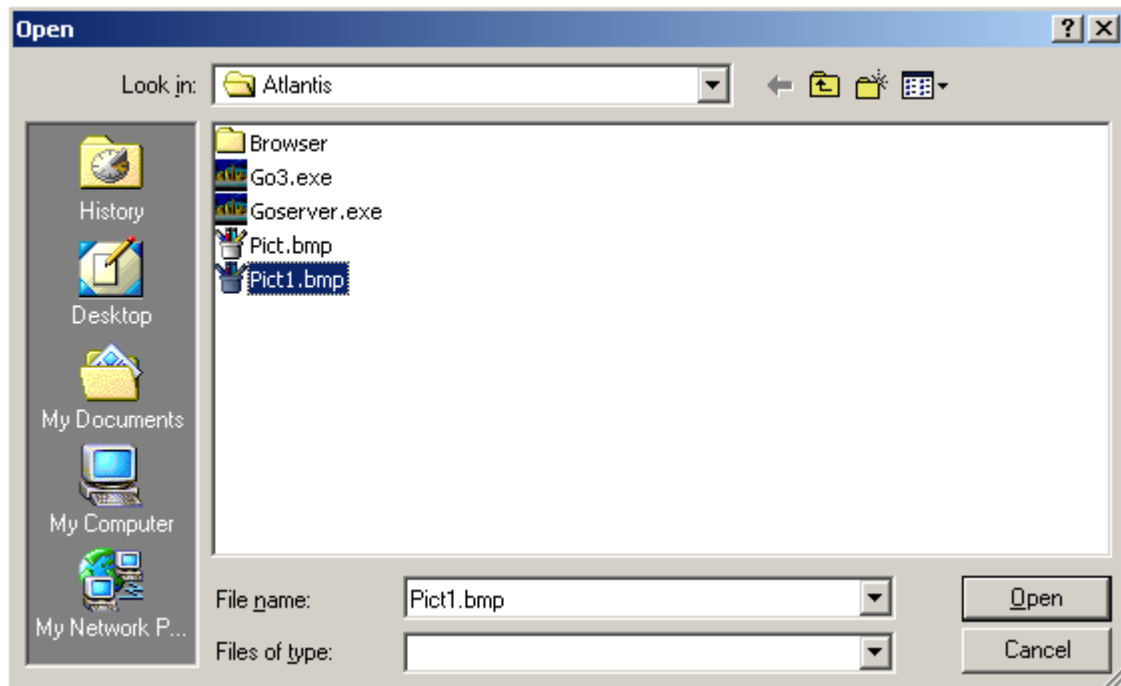 Open
Look in: Atlantis
History
Desktop
My Documents
My Computer
My Network P...
Browser
Go3.exe
Goserver.exe
Pict.bmp
Pict1.bmp
File name: Pict1.bmp
Open
Files of type:
Cancel